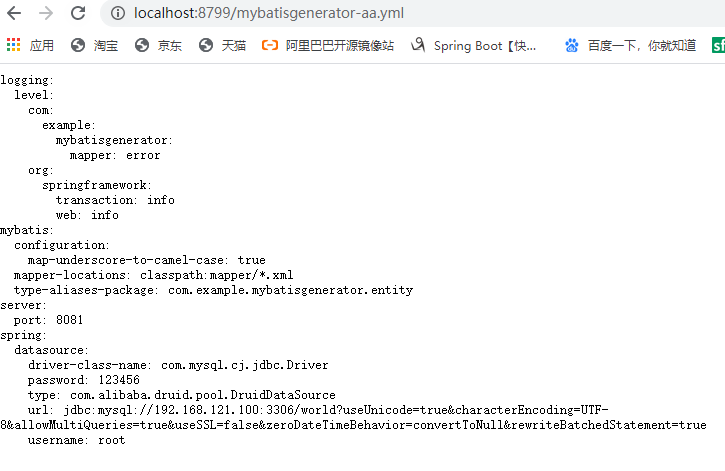 localhost:8799/mybatisgenerator-aa.yml
应用 淘宝 京东 天猫 阿里巴巴开源镜像站 Spring Boot【快... 百度一下，你就知道 sf
logging:
  level:
    com:
      example:
        mybatisgenerator:
          mapper: error
    org:
      springframework:
        transaction: info
        web: info
mybatis:
  configuration:
    map-underscore-to-camel-case: true
  mapper-locations: classpath:mapper/*.xml
  type-aliases-package: com.example.mybatisgenerator.entity
server:
  port: 8081
spring:
  datasource:
    driver-class-name: com.mysql.cj.jdbc.Driver
    password: 123456
    type: com.alibaba.druid.pool.DruidDataSource
    url: jdbc:mysql://192.168.121.100:3306/world?useUnicode=true&characterEncoding=UTF-
8&allowMultiQueries=true&useSSL=false&zeroDateTimeBehavior=convertToNull&rewriteBatchedStatement=true
    username: root